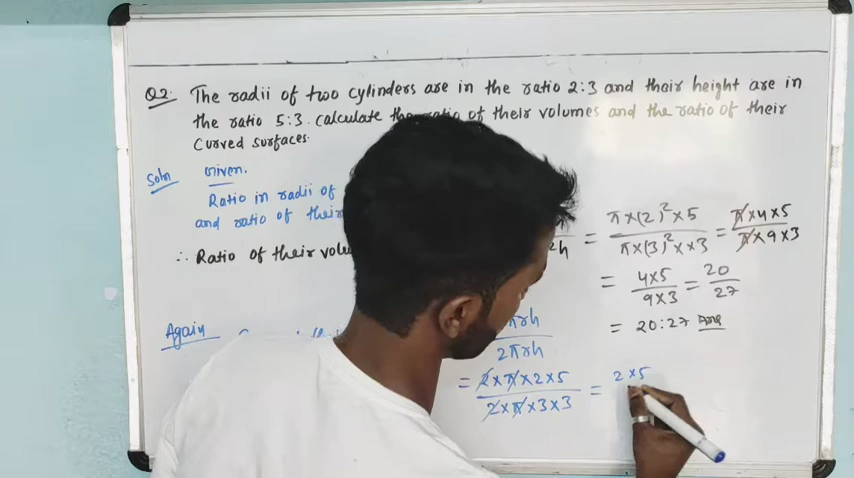 Q2. The radii of two cylinders are in the ratio 2:3 and their height are in
the ratio 5:3. calculate the ratio of their volumes and the ratio of their
curved surfaces.
Soln Given.
Ratio in radii of
and ratio of their
∴ Ratio of their volu
= π×(2)²×5 / π×(3)²××3 = π×4×5 / π×9×3
= 4×5 / 9×3 = 20 / 27
= 20:27 Ans
Again
2πrh
= 2×π×2×5 / 2×π×3×3 = 2×5